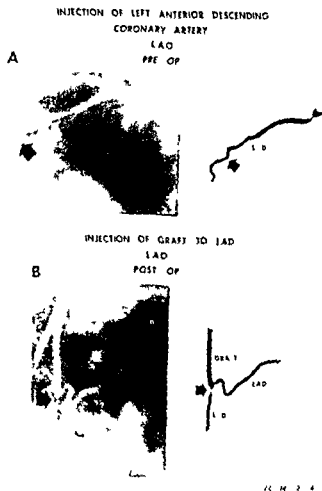 INJECTION OF LEFT ANTERIOR DESCENDING
CORONARY ARTERY
LAO
PRE OP
A
INJECTION OF GRAFT TO LAD
LAO
POST OP
B
GRAFT
LAD